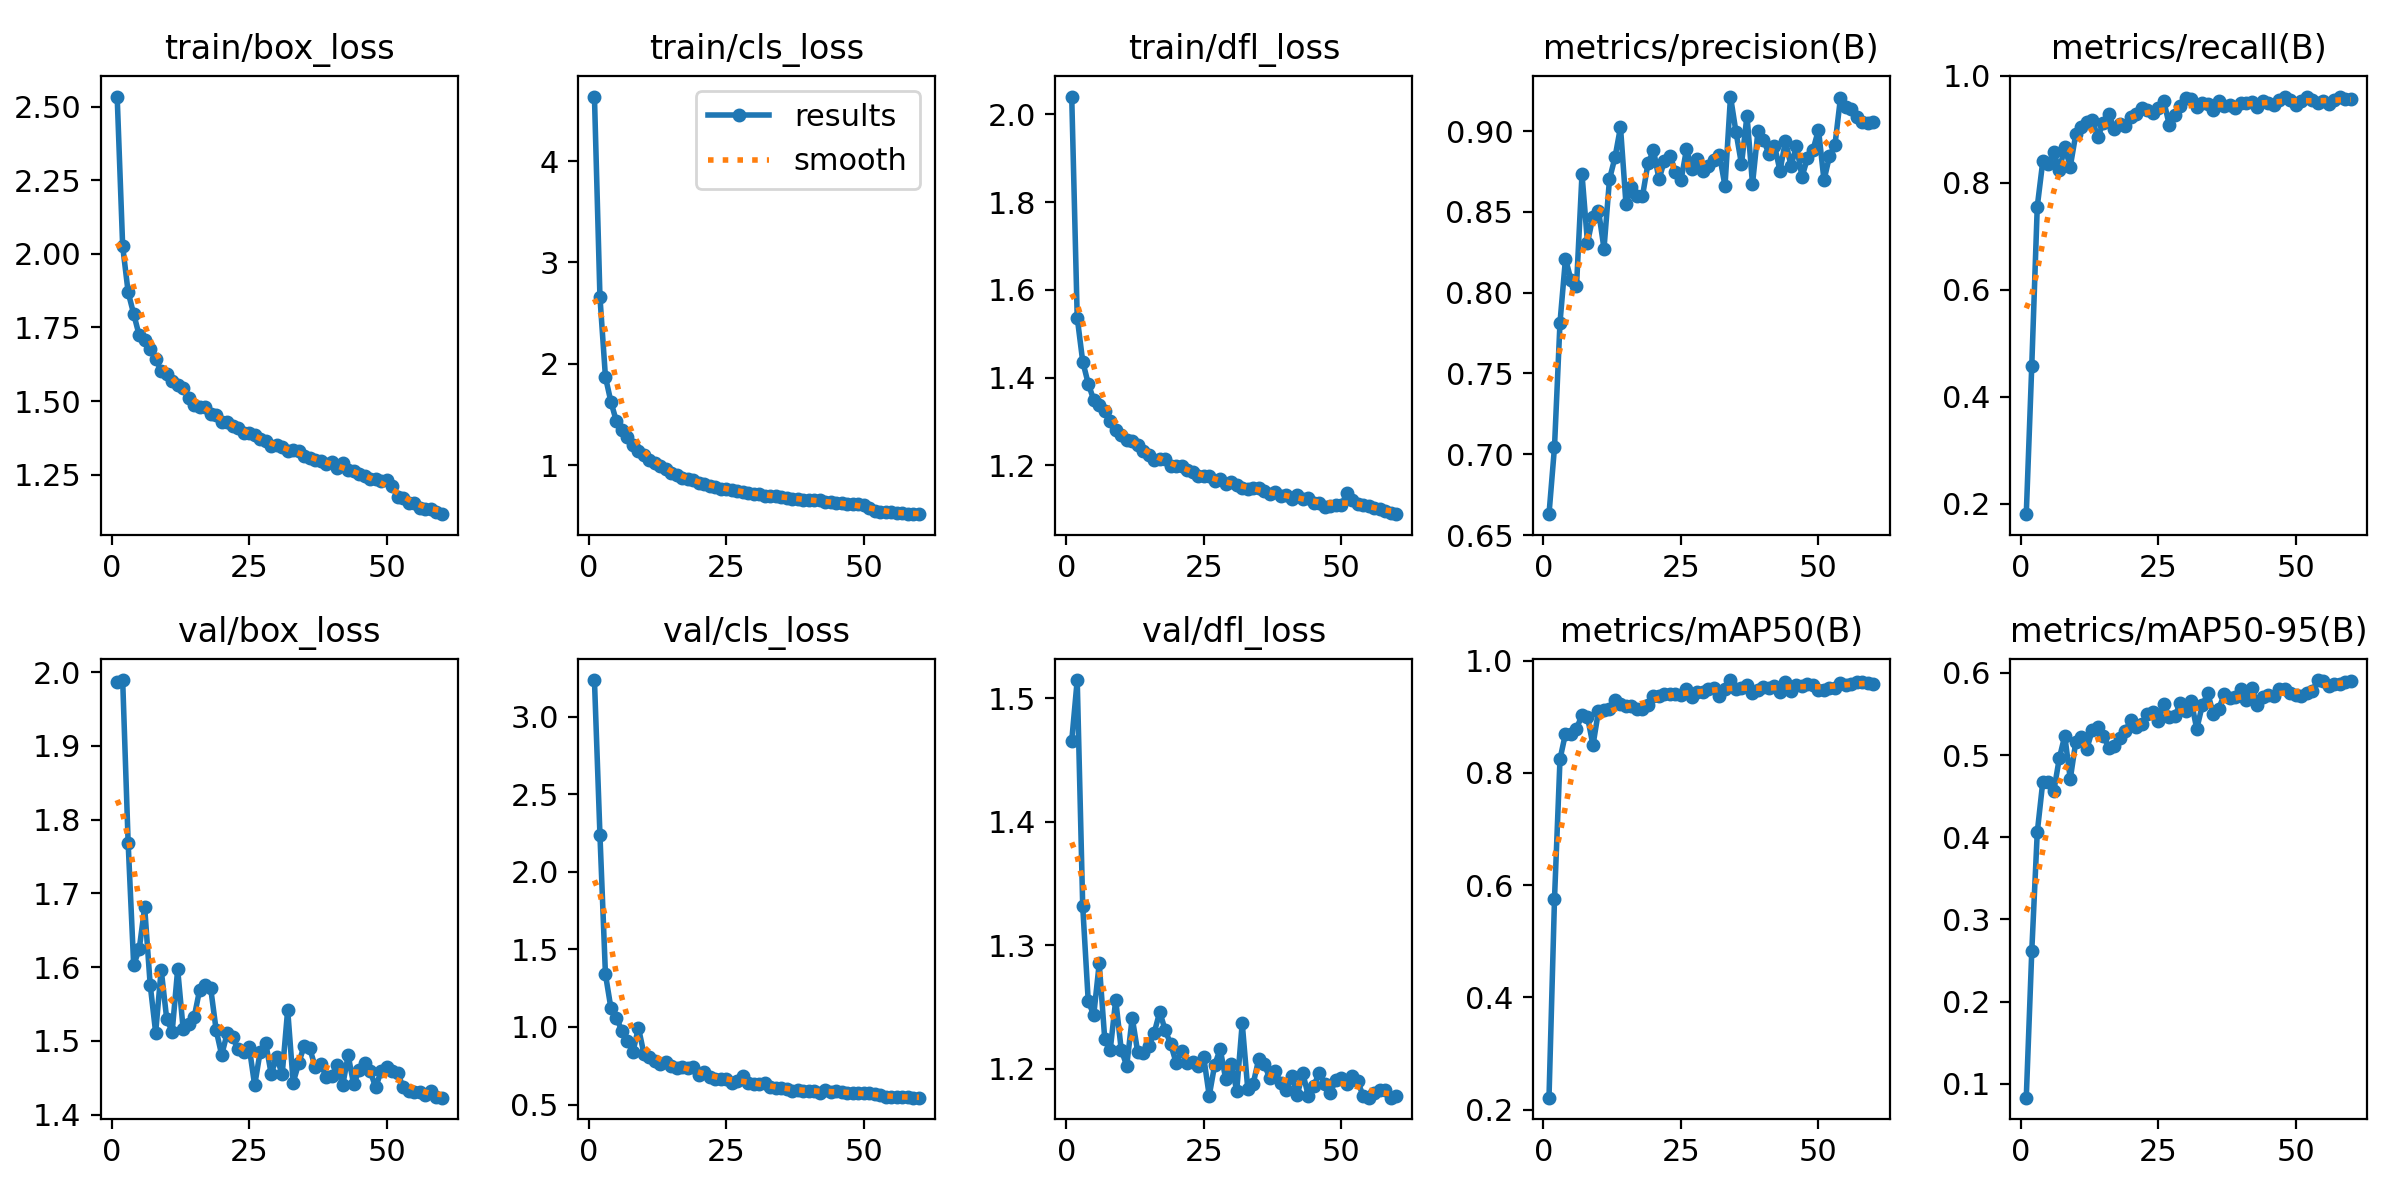 train/box_loss
2.50
2.25
2.00
1.75
1.50
1.25
0 25 50
train/cls_loss
results
smooth
4
3
2
1
0 25 50
train/dfl_loss
2.0
1.8
1.6
1.4
1.2
0 25 50
metrics/precision(B)
0.90
0.85
0.80
0.75
0.70
0.65
0 25 50
metrics/recall(B)
1.0
0.8
0.6
0.4
0.2
0 25 50
val/box_loss
2.0
1.9
1.8
1.7
1.6
1.5
1.4
0 25 50
val/cls_loss
3.0
2.5
2.0
1.5
1.0
0.5
0 25 50
val/dfl_loss
1.5
1.4
1.3
1.2
0 25 50
metrics/mAP50(B)
1.0
0.8
0.6
0.4
0.2
0 25 50
metrics/mAP50-95(B)
0.6
0.5
0.4
0.3
0.2
0.1
0 25 50